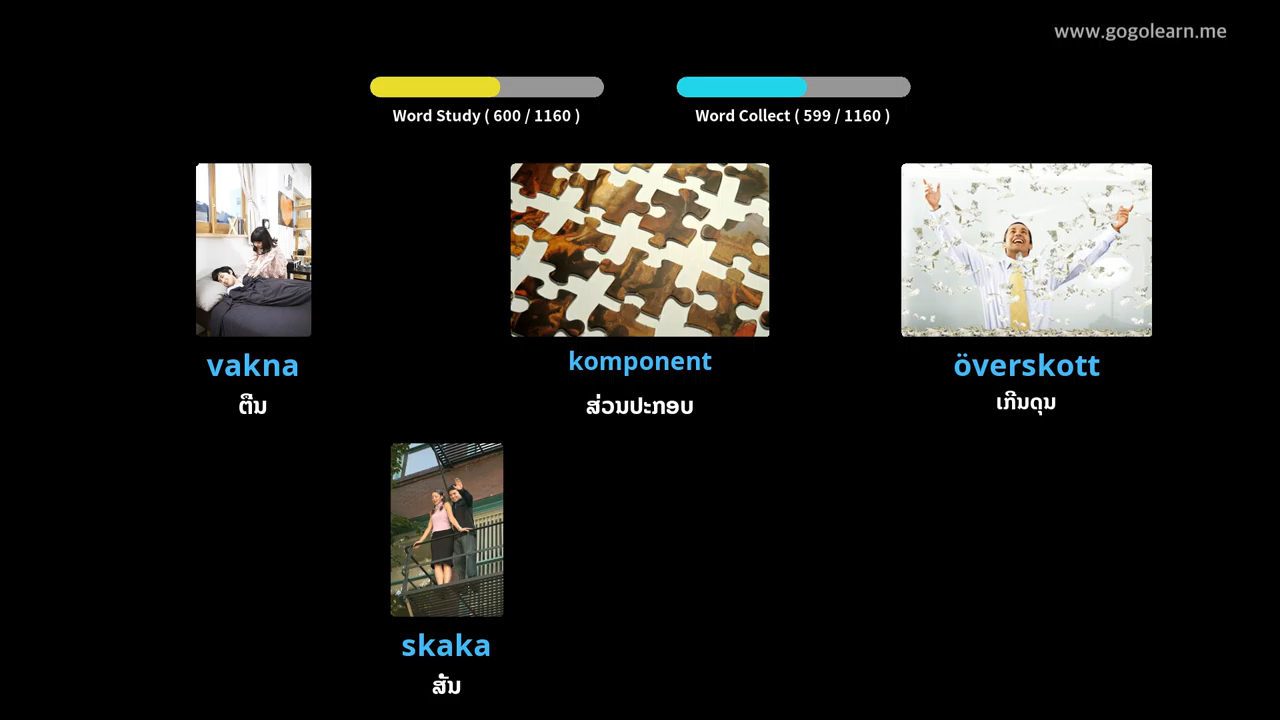 www.gogolearn.me
Word Study ( 600 / 1160 )
Word Collect ( 599 / 1160 )
vakna
ຕື່ນ
komponent
ສ່ວນປະກອບ
överskott
ເກີນດຸນ
skaka
ສັ່ນ